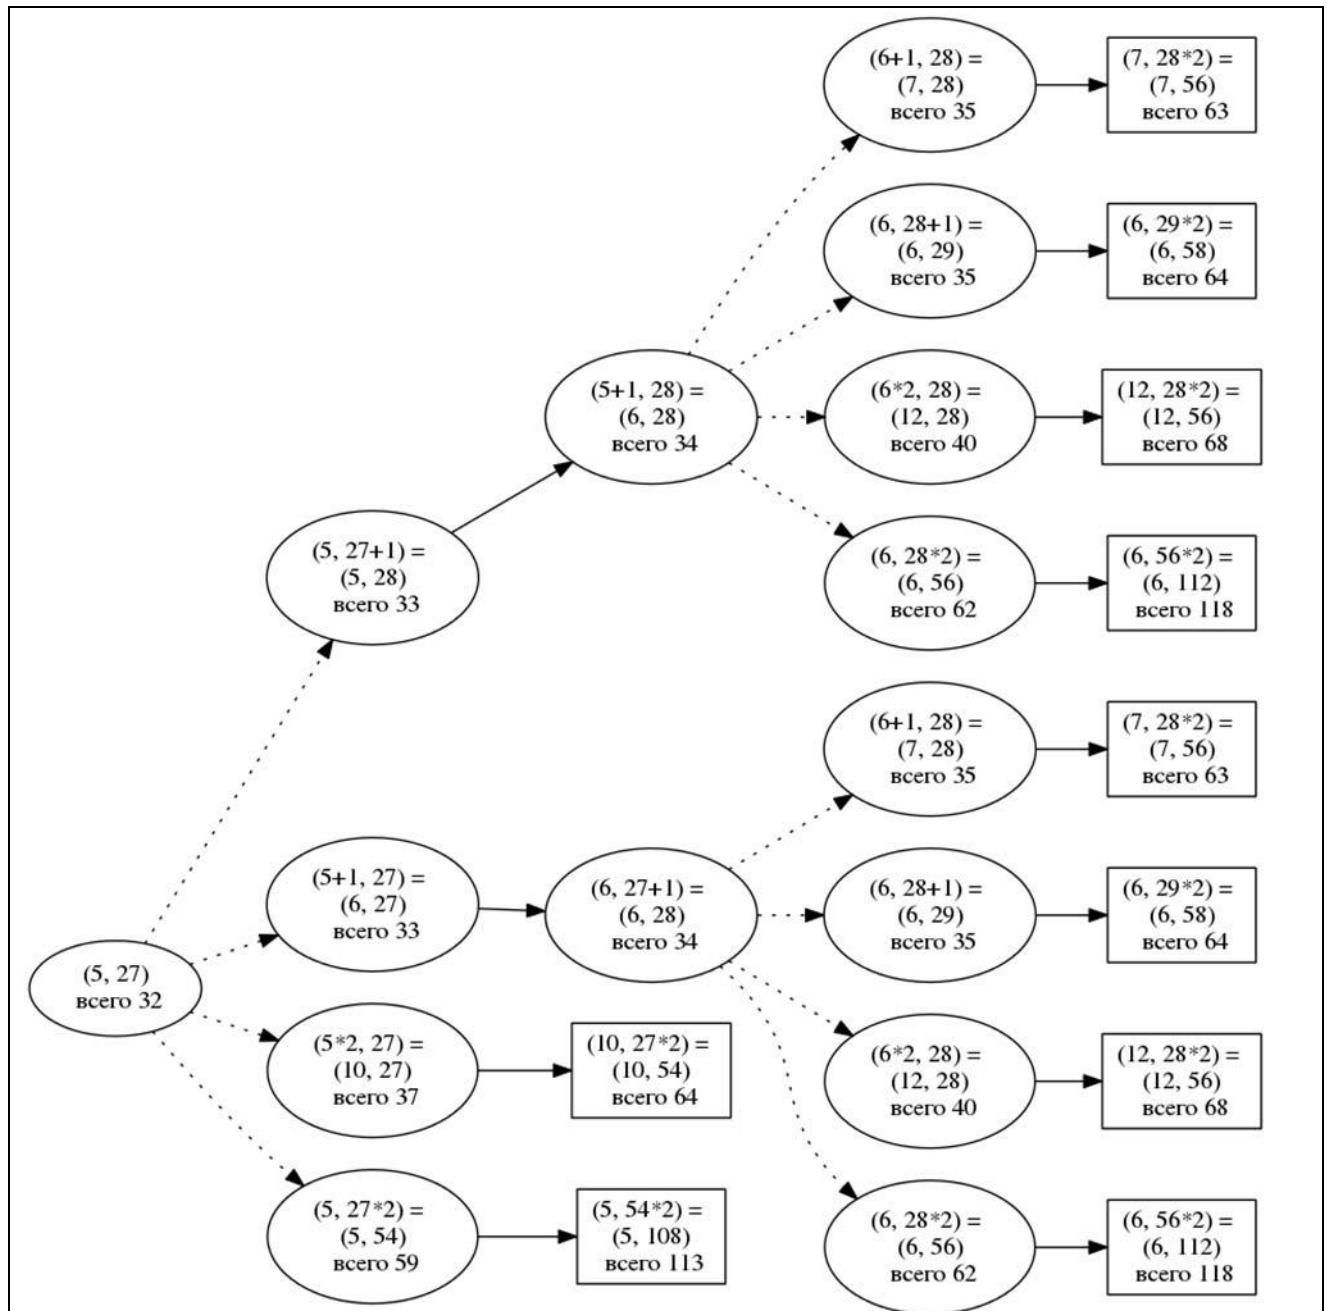 (6+1, 28) =
(7, 28)
всего 35
(7, 28*2) =
(7, 56)
всего 63
(6, 28+1) =
(6, 29)
всего 35
(6, 29*2) =
(6, 58)
всего 64
(5+1, 28) =
(6, 28)
всего 34
(6*2, 28) =
(12, 28)
всего 40
(12, 28*2) =
(12, 56)
всего 68
(5, 27+1) =
(5, 28)
всего 33
(6, 28*2) =
(6, 56)
всего 62
(6, 56*2) =
(6, 112)
всего 118
(6+1, 28) =
(7, 28)
всего 35
(7, 28*2) =
(7, 56)
всего 63
(5+1, 27) =
(6, 27)
всего 33
(6, 27+1) =
(6, 28)
всего 34
(6, 28+1) =
(6, 29)
всего 35
(6, 29*2) =
(6, 58)
всего 64
(5, 27)
всего 32
(5*2, 27) =
(10, 27)
всего 37
(10, 27*2) =
(10, 54)
всего 64
(6*2, 28) =
(12, 28)
всего 40
(12, 28*2) =
(12, 56)
всего 68
(5, 27*2) =
(5, 54)
всего 59
(5, 54*2) =
(5, 108)
всего 113
(6, 28*2) =
(6, 56)
всего 62
(6, 56*2) =
(6, 112)
всего 118